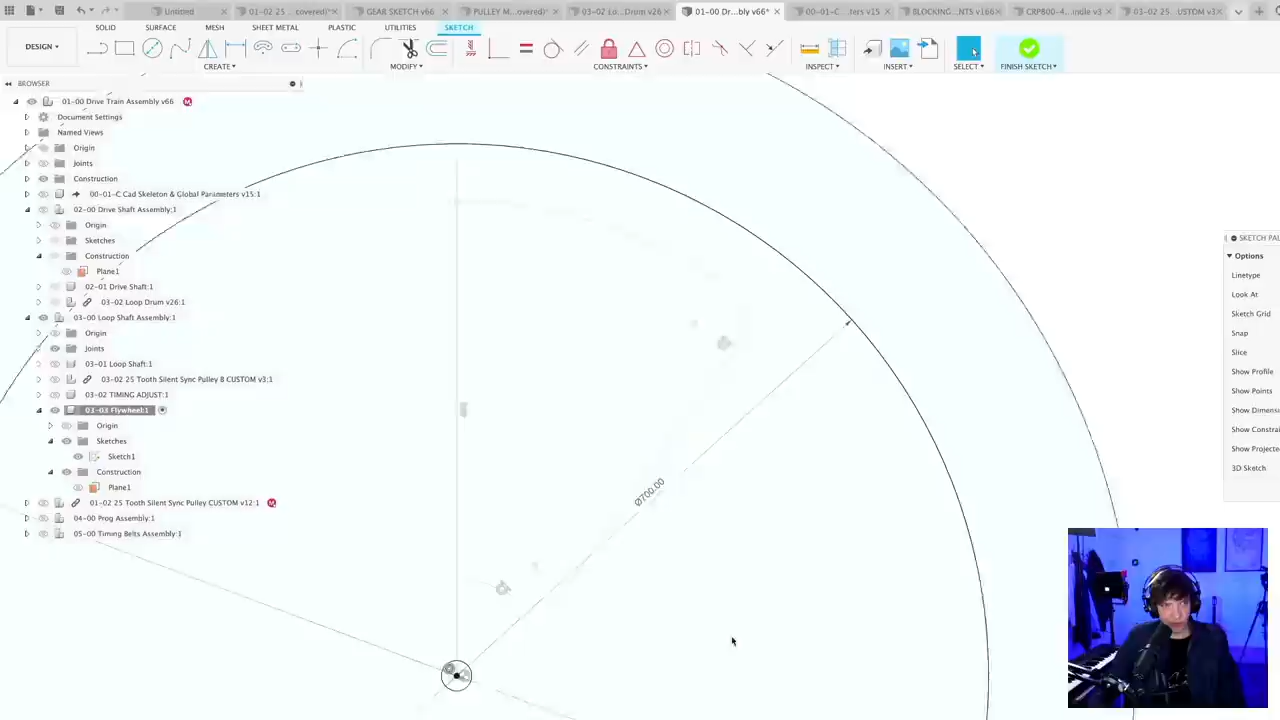 Untitled
01-02 25 ...covered)*
GEAR SKETCH v66
PULLEY M...overed)*
03-02 Lo...Drum v26
01-00 Dr...bly v66*
00-01-C ...ters v15
BLOCKING ...NTS v166
CRP800-4...indle v3
03-02 25 ...USTOM v3
SOLID
SURFACE
MESH
SHEET METAL
PLASTIC
UTILITIES
SKETCH
DESIGN
CREATE
MODIFY
CONSTRAINTS
INSPECT
INSERT
SELECT
FINISH SKETCH
BROWSER
01-00 Drive Train Assembly v66
Document Settings
Named Views
Origin
Joints
Construction
00-01-C Cad Skeleton & Global Parameters v15:1
02-00 Drive Shaft Assembly:1
Origin
Sketches
Construction
Plane1
02-01 Drive Shaft:1
03-02 Loop Drum v26:1
03-00 Loop Shaft Assembly:1
Origin
Joints
03-01 Loop Shaft:1
03-02 25 Tooth Silent Sync Pulley 8 CUSTOM v3:1
03-02 TIMING ADJUST:1
03-03 Flywheel:1
Origin
Sketches
Sketch1
Construction
Plane1
01-02 25 Tooth Silent Sync Pulley CUSTOM v12:1
04-00 Prog Assembly:1
05-00 Timing Belts Assembly:1
Ø700.00
SKETCH PAL
Options
Linetype
Look At
Sketch Grid
Snap
Slice
Show Profile
Show Points
Show Dimens
Show Constrai
Show Projecte
3D Sketch